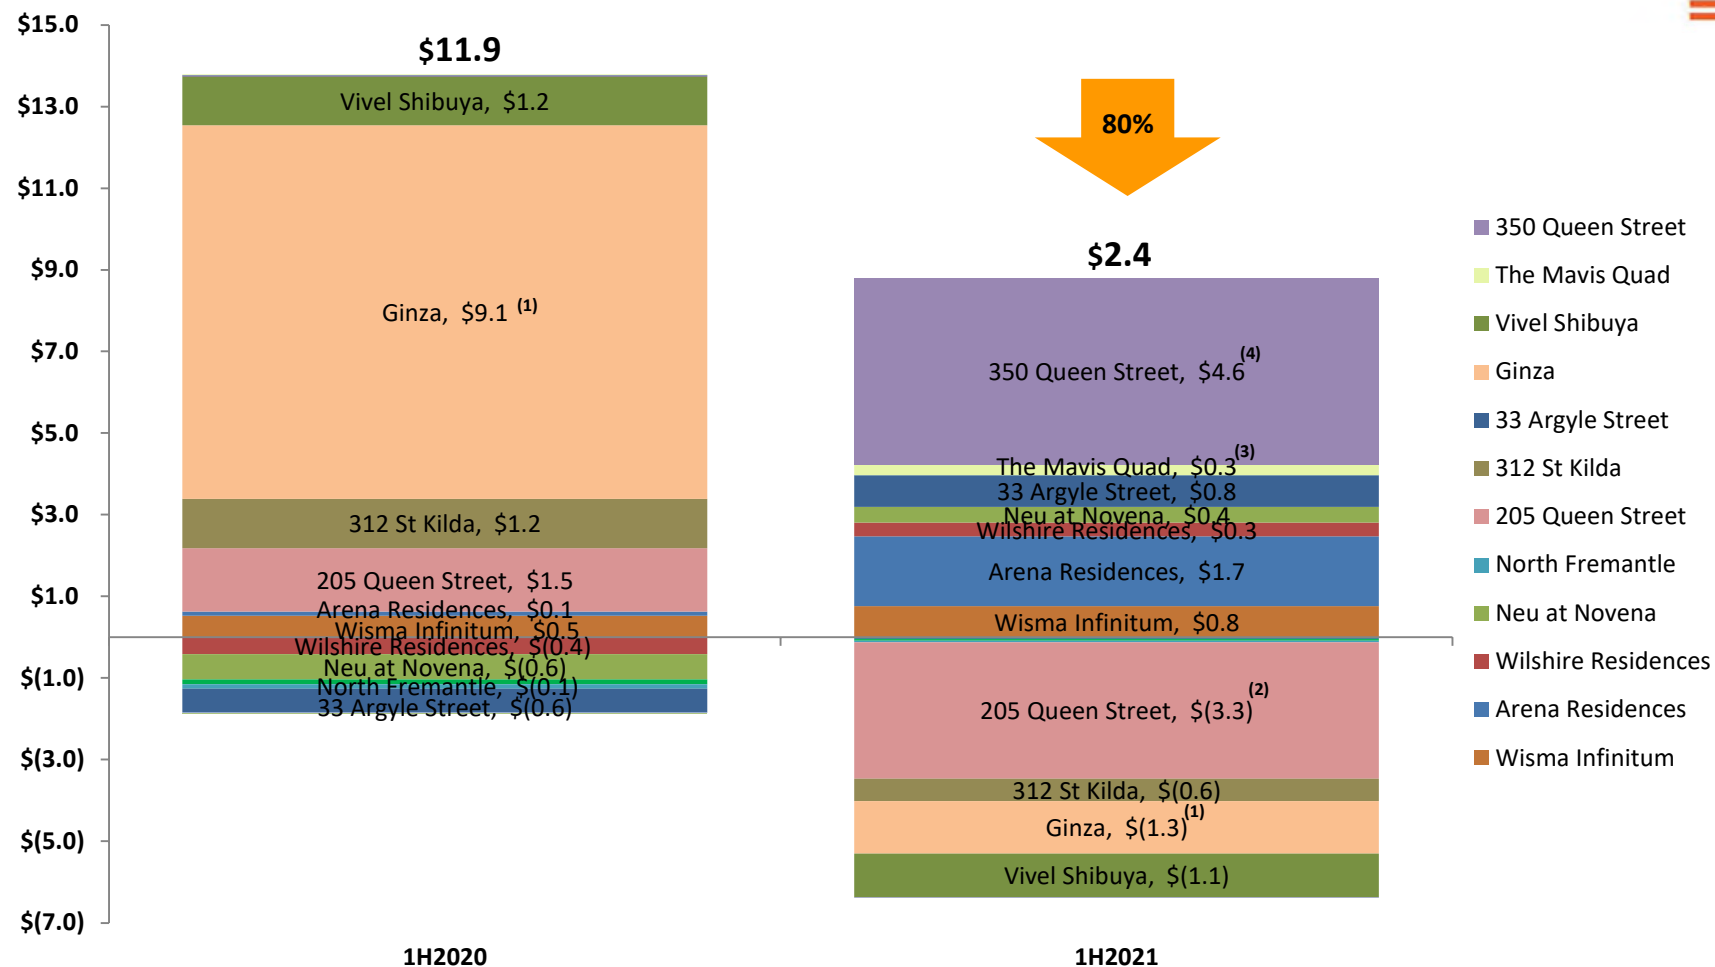 $15.0
$13.0
$11.0
$9.0
$7.0
$5.0
$3.0
$1.0
$(1.0)
$(3.0)
$(5.0)
$(7.0)
$11.9
Vivel Shibuya, $1.2
Ginza, $9.1 (1)
312 St Kilda, $1.2
205 Queen Street, $1.5
Arena Residences, $0.1
Wisma Infinitum, $0.5
Wilshire Residences, $(0.4)
Neu at Novena, $(0.6)
North Fremantle, $(0.1)
33 Argyle Street, $(0.6)
1H2020
80%
$2.4
350 Queen Street, $4.6 (4)
The Mavis Quad, $0.3 (3)
33 Argyle Street, $0.8
Neu at Novena, $0.4
Wilshire Residences, $0.3
Arena Residences, $1.7
Wisma Infinitum, $0.8
205 Queen Street, $(3.3) (2)
312 St Kilda, $(0.6)
Ginza, $(1.3) (1)
Vivel Shibuya, $(1.1)
1H2021
350 Queen Street
The Mavis Quad
Vivel Shibuya
Ginza
33 Argyle Street
312 St Kilda
205 Queen Street
North Fremantle
Neu at Novena
Wilshire Residences
Arena Residences
Wisma Infinitum